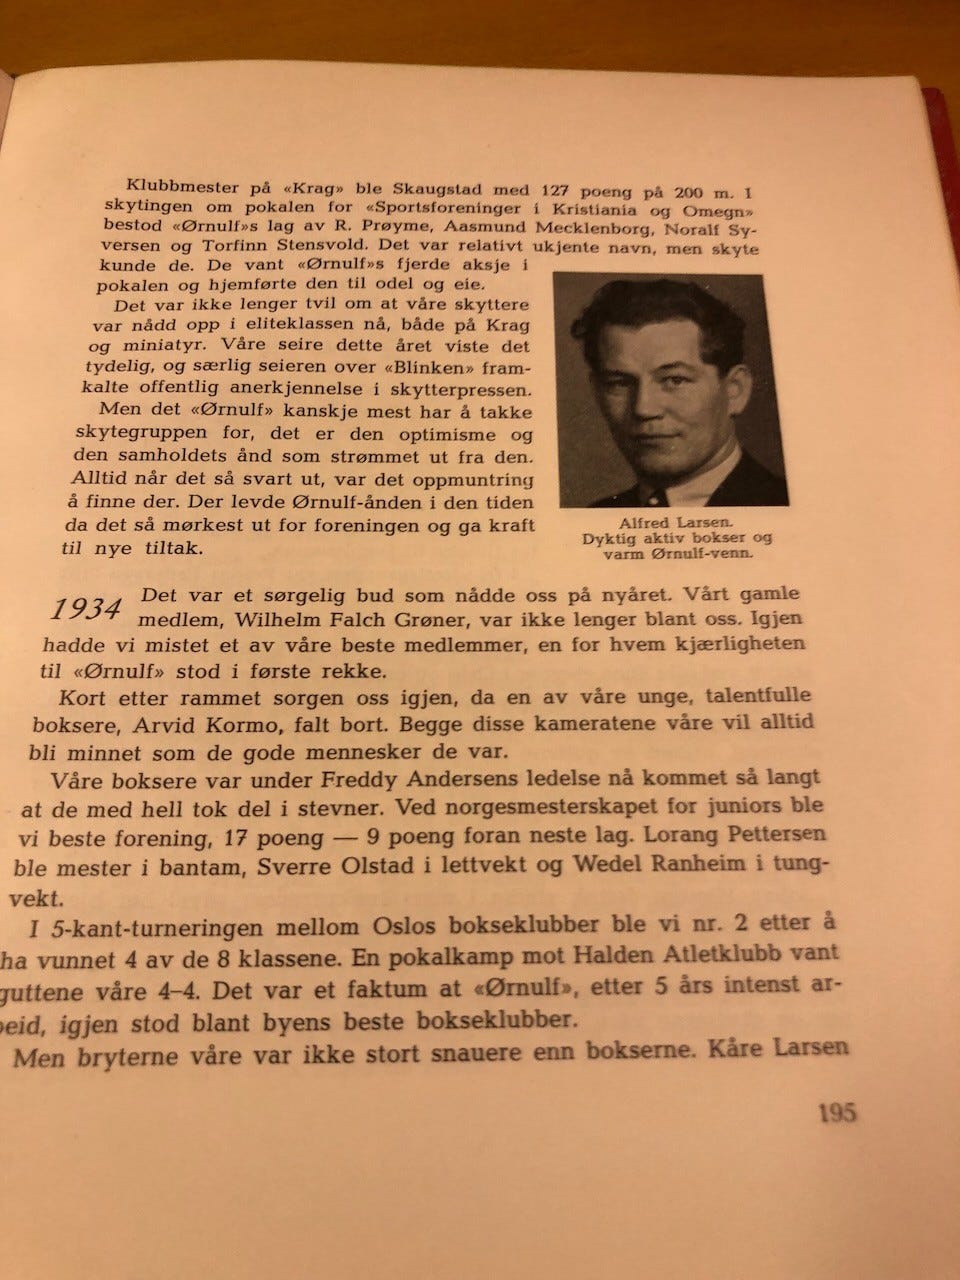 Klubbmester på «Krag» ble Skaugstad med 127 poeng på 200 m. I
skytingen om pokalen for «Sportsforeninger i Kristiania og Omegn»
bestod «Ørnulf»s lag av R. Prøyme, Aasmund Mecklenborg, Noralf Sy-
versen og Torfinn Stensvold. Det var relativt ukjente navn, men skyte
kunde de. De vant «Ørnulf»s fjerde aksje i
pokalen og hjemførte den til odel og eie.
Det var ikke lenger tvil om at våre skyttere
var nådd opp i eliteklassen nå, både på Krag
og miniatyr. Våre seire dette året viste det
tydelig, og særlig seieren over «Blinken» fram-
kalte offentlig anerkjennelse i skytterpressen.
Men det «Ørnulf» kanskje mest har å takke
skytegruppen for, det er den optimisme og
den samholdets ånd som strømmet ut fra den.
Alltid når det så svart ut, var det oppmuntring
å finne der. Der levde Ørnulf-ånden i den tiden
da det så mørkest ut for foreningen og ga kraft
til nye tiltak.
Alfred Larsen.
Dyktig aktiv bokser og
varm Ørnulf-venn.
1934 Det var et sørgelig bud som nådde oss på nyåret. Vårt gamle
medlem, Wilhelm Falch Grøner, var ikke lenger blant oss. Igjen
hadde vi mistet et av våre beste medlemmer, en for hvem kjærligheten
til «Ørnulf» stod i første rekke.
Kort etter rammet sorgen oss igjen, da en av våre unge, talentfulle
boksere, Arvid Kormo, falt bort. Begge disse kameratene våre vil alltid
bli minnet som de gode mennesker de var.
Våre boksere var under Freddy Andersens ledelse nå kommet så langt
at de med hell tok del i stevner. Ved norgesmesterskapet for juniors ble
vi beste forening, 17 poeng — 9 poeng foran neste lag. Lorang Pettersen
ble mester i bantam, Sverre Olstad i lettvekt og Wedel Ranheim i tung-
vekt.
I 5-kant-turneringen mellom Oslos bokseklubber ble vi nr. 2 etter å
ha vunnet 4 av de 8 klassene. En pokalkamp mot Halden Atletklubb vant
guttene våre 4–4. Det var et faktum at «Ørnulf», etter 5 års intenst ar-
beid, igjen stod blant byens beste bokseklubber.
Men bryterne våre var ikke stort snauere enn bokserne. Kåre Larsen
195